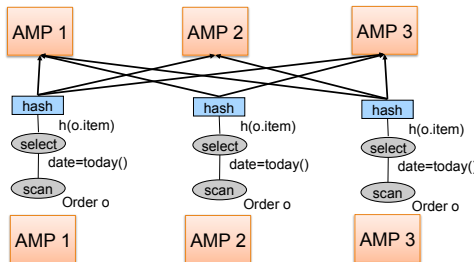 AMP 1 AMP 2 AMP 3
hash hash hash
h(o.item) h(o.item) h(o.item)
select select select
date=today() date=today() date=today()
scan scan scan
Order o Order o Order o
AMP 1 AMP 2 AMP 3